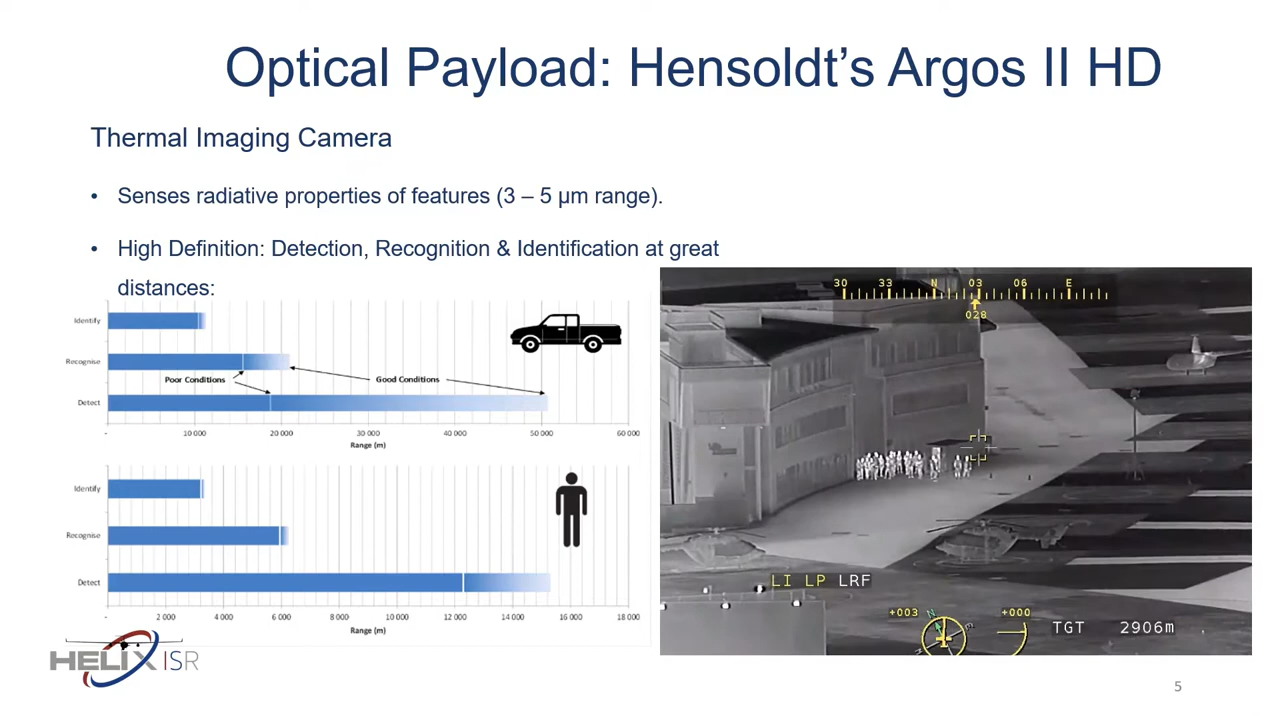 Optical Payload: Hensoldt's Argos II HD
Thermal Imaging Camera
• Senses radiative properties of features (3 – 5 µm range).
• High Definition: Detection, Recognition & Identification at great
distances:
Identify
Recognise
Poor Conditions
Good Conditions
Detect
- 10 000 20 000 30 000 40 000 50 000 60 000
Range (m)
Identify
Recognise
Detect
- 2 000 4 000 6 000 8 000 10 000 12 000 14 000 16 000 18 000
Range (m)
30 33 N 03 06 E
028
LI LP LRF
+003 N E +000
TGT 2906m
HELIX ISR
5